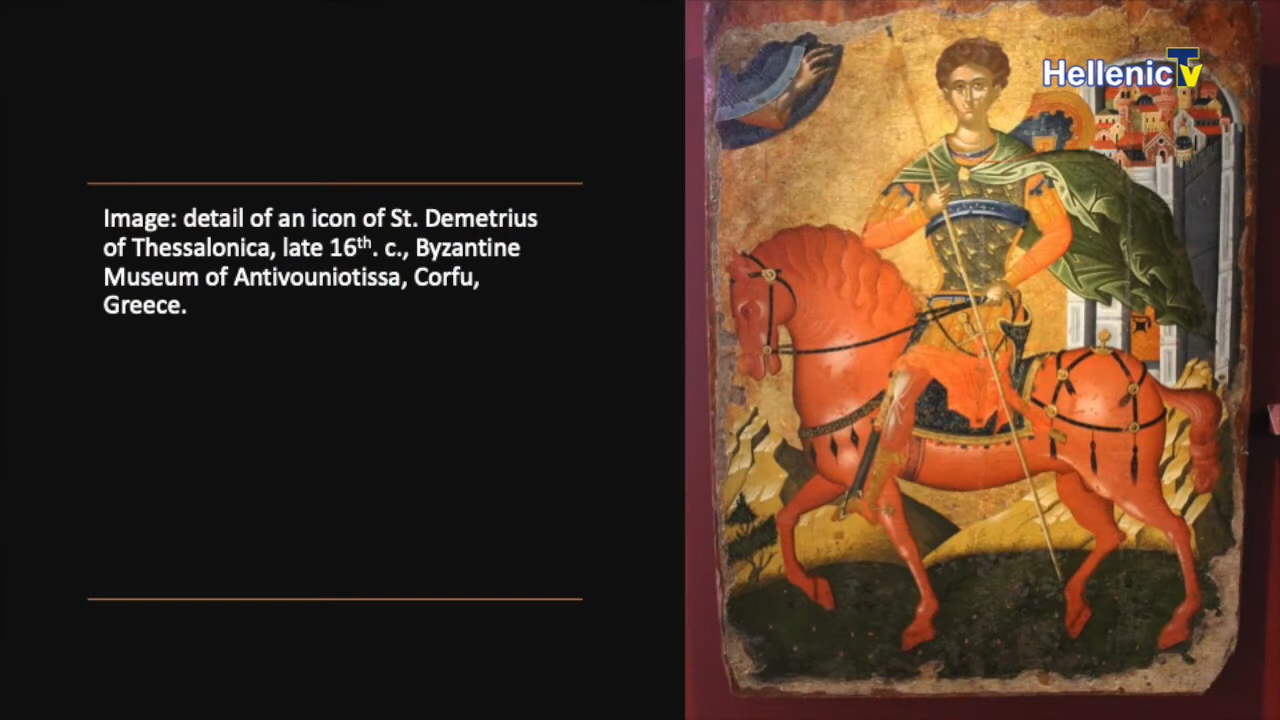 Image: detail of an icon of St. Demetrius
of Thessalonica, late 16th. c., Byzantine
Museum of Antivouniotissa, Corfu,
Greece.
HellenicTv